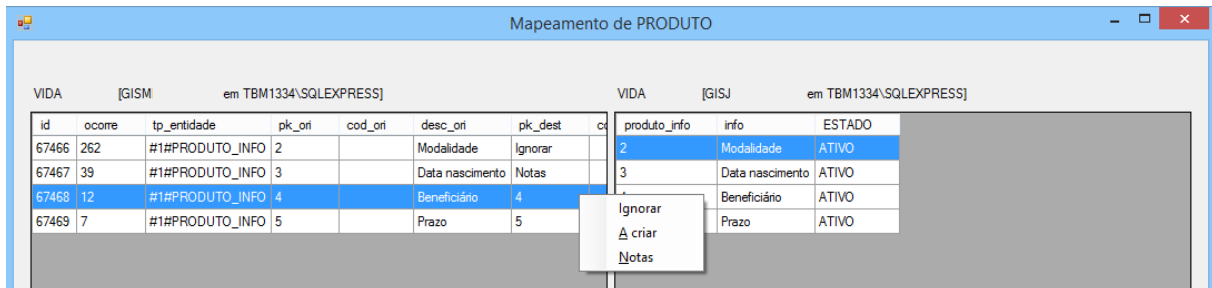 Mapeamento de PRODUTO
VIDA [GISM em TBM1334\SQLEXPRESS] VIDA [GISJ em TBM1334\SQLEXPRESS]
id ocorre tp_entidade pk_ori cod_ori desc_ori pk_dest produto_info info ESTADO
67466 262 #1#PRODUTO_INFO 2 Modalidade Ignorar 2 Modalidade ATIVO
67467 39 #1#PRODUTO_INFO 3 Data nascimento Notas 3 Data nascimento ATIVO
67468 12 #1#PRODUTO_INFO 4 Beneficiário 4 Beneficiário ATIVO
67469 7 #1#PRODUTO_INFO 5 Prazo 5 Prazo ATIVO
Ignorar
A criar
Notas